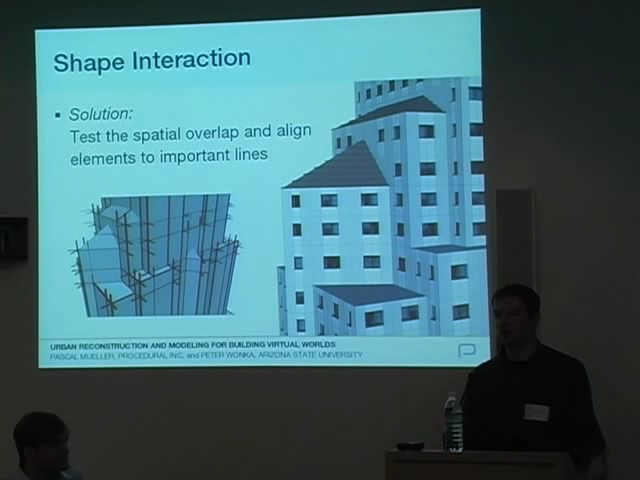 Shape Interaction
▪ Solution:
Test the spatial overlap and align
elements to important lines
URBAN RECONSTRUCTION AND MODELING FOR BUILDING VIRTUAL WORLDS
PASCAL MUELLER, PROCEDURAL INC. and PETER WONKA, ARIZONA STATE UNIVERSITY